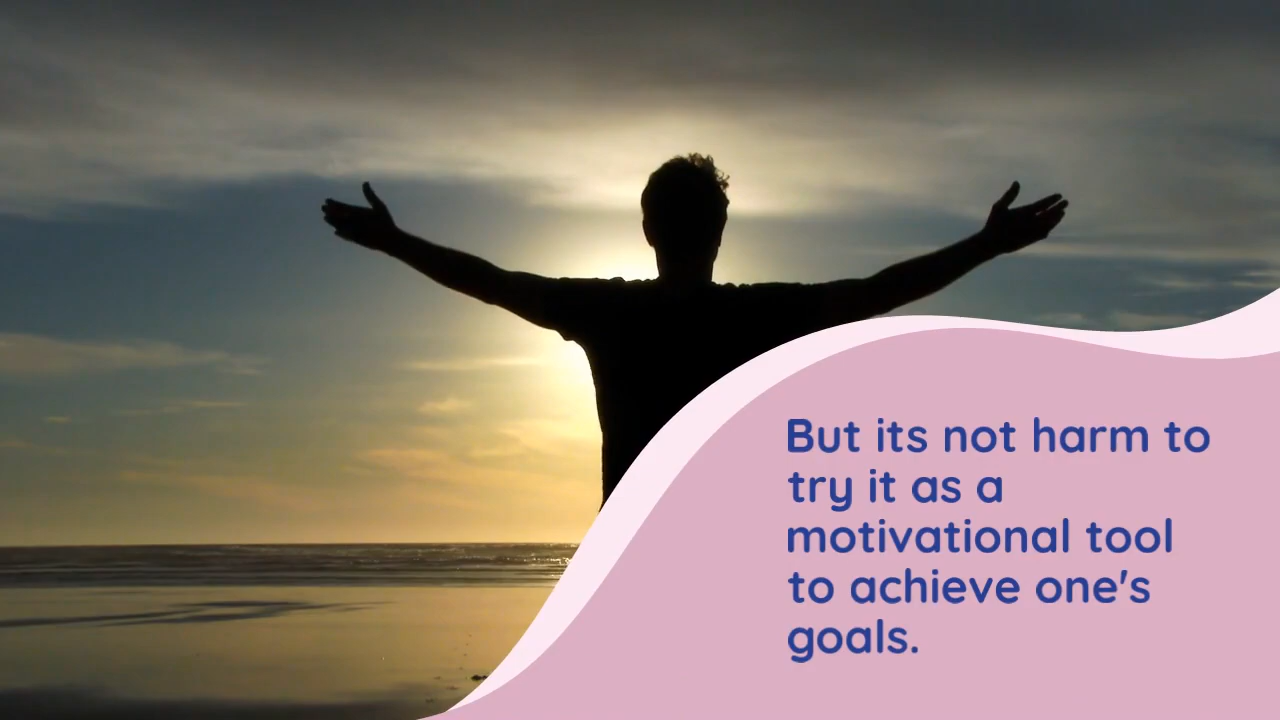 But its not harm to
try it as a
motivational tool
to achieve one's
goals.